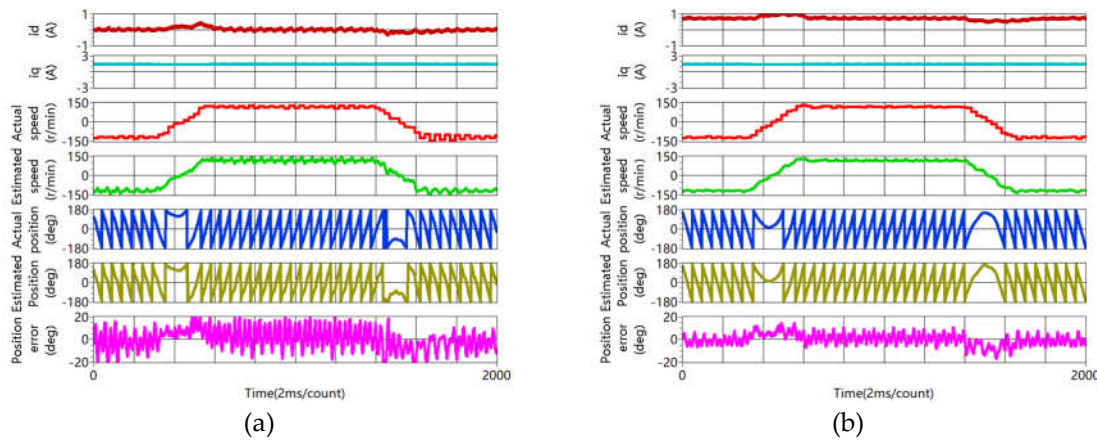 1
id
(A)
-1
3
iq
(A)
-3
150
Actual
speed
(r/min)
0
-150
150
Estimated
speed
(r/min)
0
-150
180
Actual
position
(deg)
0
-180
180
Estimated
Position
(deg)
0
-180
20
Position
error
(deg)
0
-20
0
2000
Time(2ms/count)
(a)
1
id
(A)
-1
3
iq
(A)
-3
150
Actual
speed
(r/min)
0
-150
150
Estimated
speed
(r/min)
0
-150
180
Actual
position
(deg)
0
-180
180
Estimated
Position
(deg)
0
-180
20
Position
error
(deg)
0
-20
0
2000
Time(2ms/count)
(b)